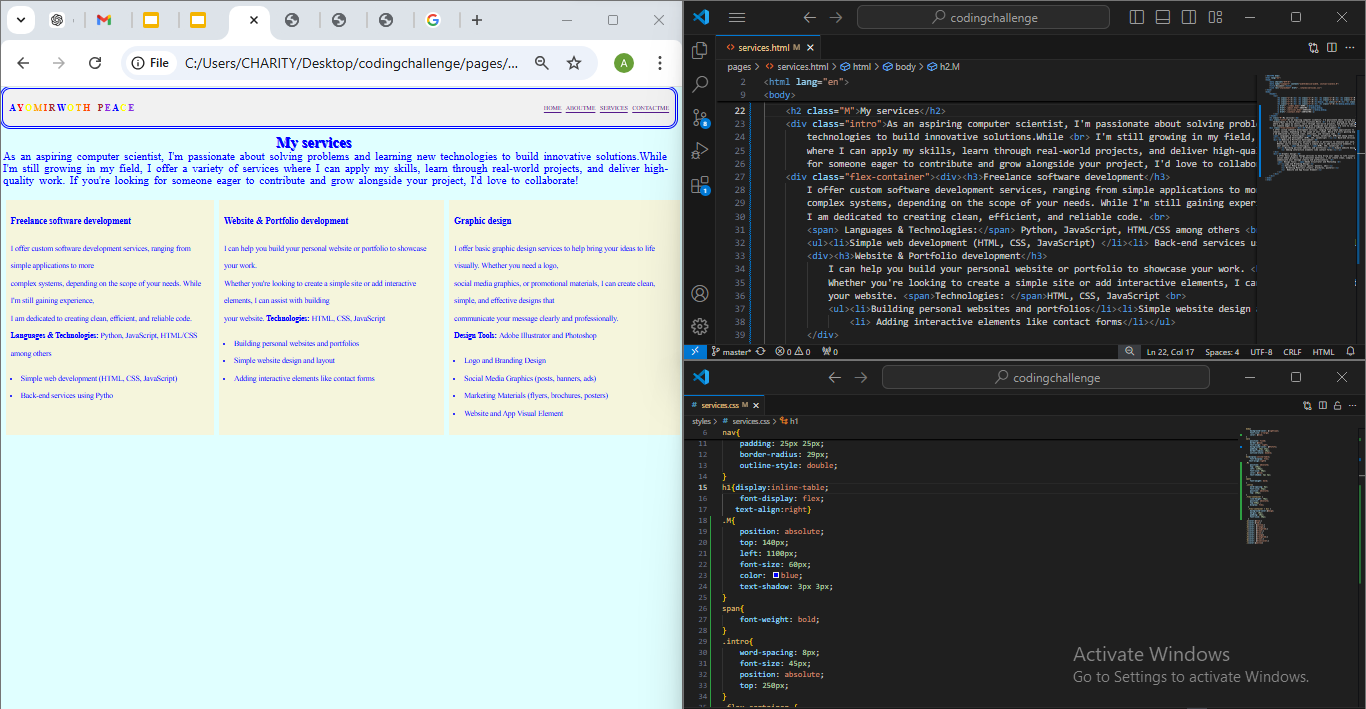 File
C:/Users/CHARITY/Desktop/codingchallenge/pages/...
A
AYOMIRWOTH PEACE
HOME ABOUTME SERVICES CONTACTME
My services
As an aspiring computer scientist, I'm passionate about solving problems and learning new technologies to build innovative solutions.While
I'm still growing in my field, I offer a variety of services where I can apply my skills, learn through real-world projects, and deliver high-
quality work. If you're looking for someone eager to contribute and grow alongside your project, I'd love to collaborate!
Freelance software development
I offer custom software development services, ranging from
simple applications to more
complex systems, depending on the scope of your needs. While
I'm still gaining experience,
I am dedicated to creating clean, efficient, and reliable code.
Languages & Technologies: Python, JavaScript, HTML/CSS
among others
• Simple web development (HTML, CSS, JavaScript)
• Back-end services using Pytho
Website & Portfolio development
I can help you build your personal website or portfolio to showcase
your work.
Whether you're looking to create a simple site or add interactive
elements, I can assist with building
your website. Technologies: HTML, CSS, JavaScript
• Building personal websites and portfolios
• Simple website design and layout
• Adding interactive elements like contact forms
Graphic design
I offer basic graphic design services to help bring your ideas to life
visually. Whether you need a logo,
social media graphics, or promotional materials, I can create clean,
simple, and effective designs that
communicate your message clearly and professionally.
Design Tools: Adobe Illustrator and Photoshop
• Logo and Branding Design
• Social Media Graphics (posts, banners, ads)
• Marketing Materials (flyers, brochures, posters)
• Website and App Visual Element
codingchallenge
<> services.html M
pages > <> services.html > html > body > h2.M
2 <html lang="en">
9 <body>
22 <h2 class="M">My services</h2>
23 <div class="intro">As an aspiring computer scientist, I'm passionate about solving probl
24 technologies to build innovative solutions.While <br> I'm still growing in my field,
25 where I can apply my skills, learn through real-world projects, and deliver high-qua
26 for someone eager to contribute and grow alongside your project, I'd love to collabo
27 <div class="flex-container"><div><h3>Freelance software development</h3>
28 I offer custom software development services, ranging from simple applications to mo
29 complex systems, depending on the scope of your needs. While I'm still gaining exper
30 I am dedicated to creating clean, efficient, and reliable code. <br>
31 <span> Languages & Technologies:</span> Python, JavaScript, HTML/CSS among others <b
32 <ul><li>Simple web development (HTML, CSS, JavaScript) </li><li> Back-end services u
33 <div><h3>Website & Portfolio development</h3>
34 I can help you build your personal website or portfolio to showcase your work. <
35 Whether you're looking to create a simple site or add interactive elements, I ca
36 your website. <span>Technologies: </span>HTML, CSS, JavaScript <br>
37 <ul><li>Building personal websites and portfolios</li><li>Simple website design
38 <li> Adding interactive elements like contact forms</li></ul>
39 </div>
8
1
master* 0 0 0 Ln 22, Col 17 Spaces: 4 UTF-8 CRLF HTML
codingchallenge
# services.css M
styles > # services.css > h1
6 nav{
11 padding: 25px 25px;
12 border-radius: 29px;
13 outline-style: double;
14 }
15 h1{display:inline-table;
16 font-display: flex;
17 text-align:right}
18 .M{
19 position: absolute;
20 top: 140px;
21 left: 1100px;
22 font-size: 60px;
23 color: blue;
24 text-shadow: 3px 3px;
25 }
26 span{
27 font-weight: bold;
28 }
29 .intro{
30 word-spacing: 8px;
31 font-size: 45px;
32 position: absolute;
33 top: 250px;
34 }
Activate Windows
Go to Settings to activate Windows.